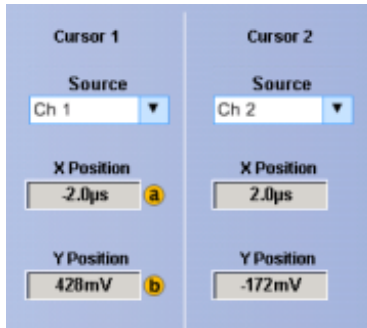 Cursor 1 Cursor 2
Source Source
Ch 1 Ch 2
X Position X Position
-2.0µs a 2.0µs
Y Position Y Position
428mV b -172mV